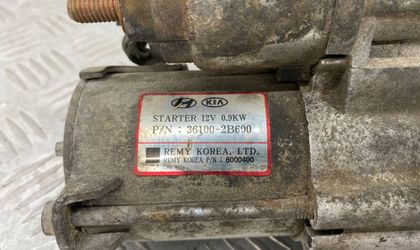 KIA
STARTER 12V 0.9KW
P/N : 36100-2B600
REMY KOREA, LTD.
REMY KOREA P/N : 8000400